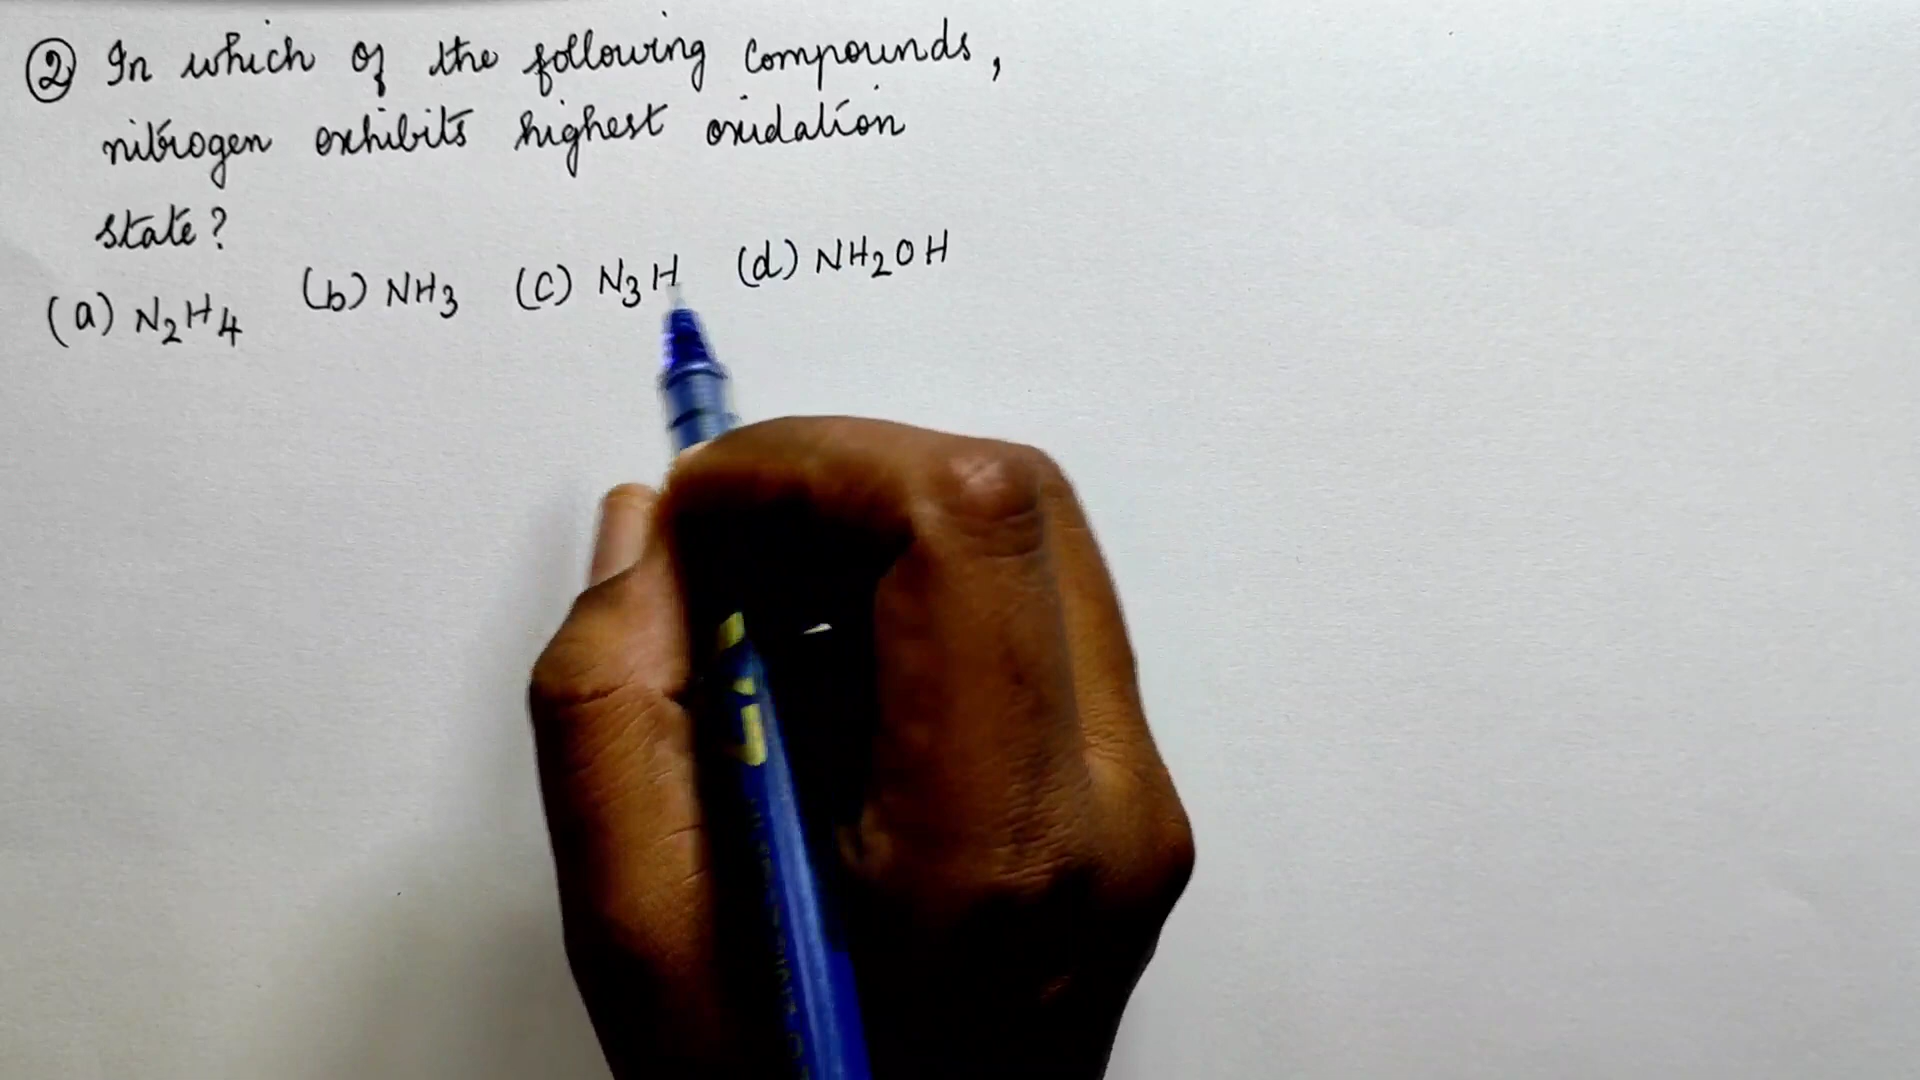 ② In which of the following compounds,
nitrogen exhibits highest oxidation
state?
(a) N₂H₄ (b) NH₃ (c) N₃H (d) NH₂OH